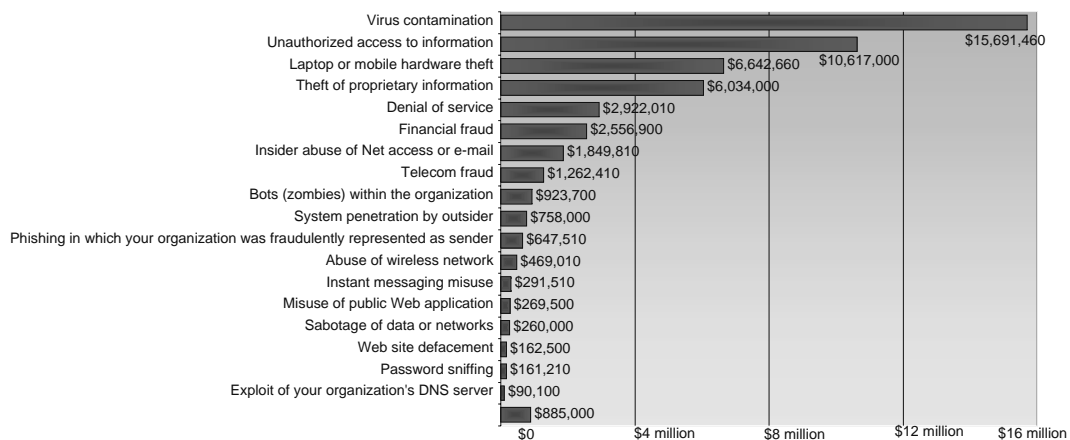 Virus contamination $15,691,460
Unauthorized access to information $10,617,000
Laptop or mobile hardware theft $6,642,660
Theft of proprietary information $6,034,000
Denial of service $2,922,010
Financial fraud $2,556,900
Insider abuse of Net access or e-mail $1,849,810
Telecom fraud $1,262,410
Bots (zombies) within the organization $923,700
System penetration by outsider $758,000
Phishing in which your organization was fraudulently represented as sender $647,510
Abuse of wireless network $469,010
Instant messaging misuse $291,510
Misuse of public Web application $269,500
Sabotage of data or networks $260,000
Web site defacement $162,500
Password sniffing $161,210
Exploit of your organization's DNS server $90,100
$885,000
$0 $4 million $8 million $12 million $16 million